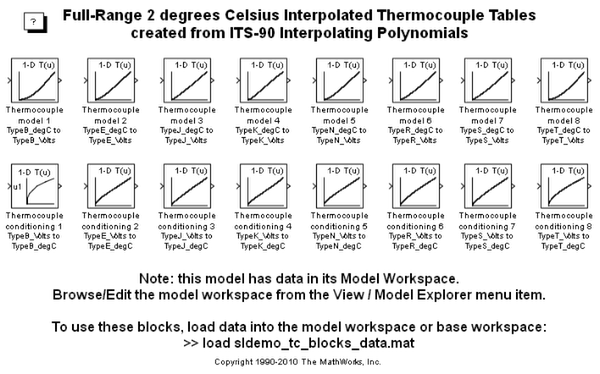 ?
Full-Range 2 degrees Celsius Interpolated Thermocouple Tables
created from ITS-90 Interpolating Polynomials
1-D T(u) 1-D T(u) 1-D T(u) 1-D T(u) 1-D T(u) 1-D T(u) 1-D T(u) 1-D T(u)
Thermocouple Thermocouple Thermocouple Thermocouple Thermocouple Thermocouple Thermocouple Thermocouple
model 1 model 2 model 3 model 4 model 5 model 6 model 7 model 8
TypeB_degC to TypeE_degC to TypeJ_degC to TypeK_degC to TypeN_degC to TypeR_degC to TypeS_degC to TypeT_degC to
TypeB_Volts TypeE_Volts TypeJ_Volts TypeK_Volts TypeN_Volts TypeR_Volts TypeS_Volts TypeT_Volts
1-D T(u) 1-D T(u) 1-D T(u) 1-D T(u) 1-D T(u) 1-D T(u) 1-D T(u) 1-D T(u)
u1
Thermocouple Thermocouple Thermocouple Thermocouple Thermocouple Thermocouple Thermocouple Thermocouple
conditioning 1 conditioning 2 conditioning 3 conditioning 4 conditioning 5 conditioning 6 conditioning 7 conditioning 8
TypeB_Volts to TypeE_Volts to TypeJ_Volts to TypeK_Volts to TypeN_Volts to TypeR_Volts to TypeS_Volts to TypeT_Volts to
TypeB_degC TypeE_degC TypeJ_degC TypeK_degC TypeN_degC TypeR_degC TypeS_degC TypeT_degC
Note: this model has data in its Model Workspace.
Browse/Edit the model workspace from the View / Model Explorer menu item.
To use these blocks, load data into the model workspace or base workspace:
>> load sldemo_tc_blocks_data.mat
Copyright 1990-2010 The MathWorks, Inc.